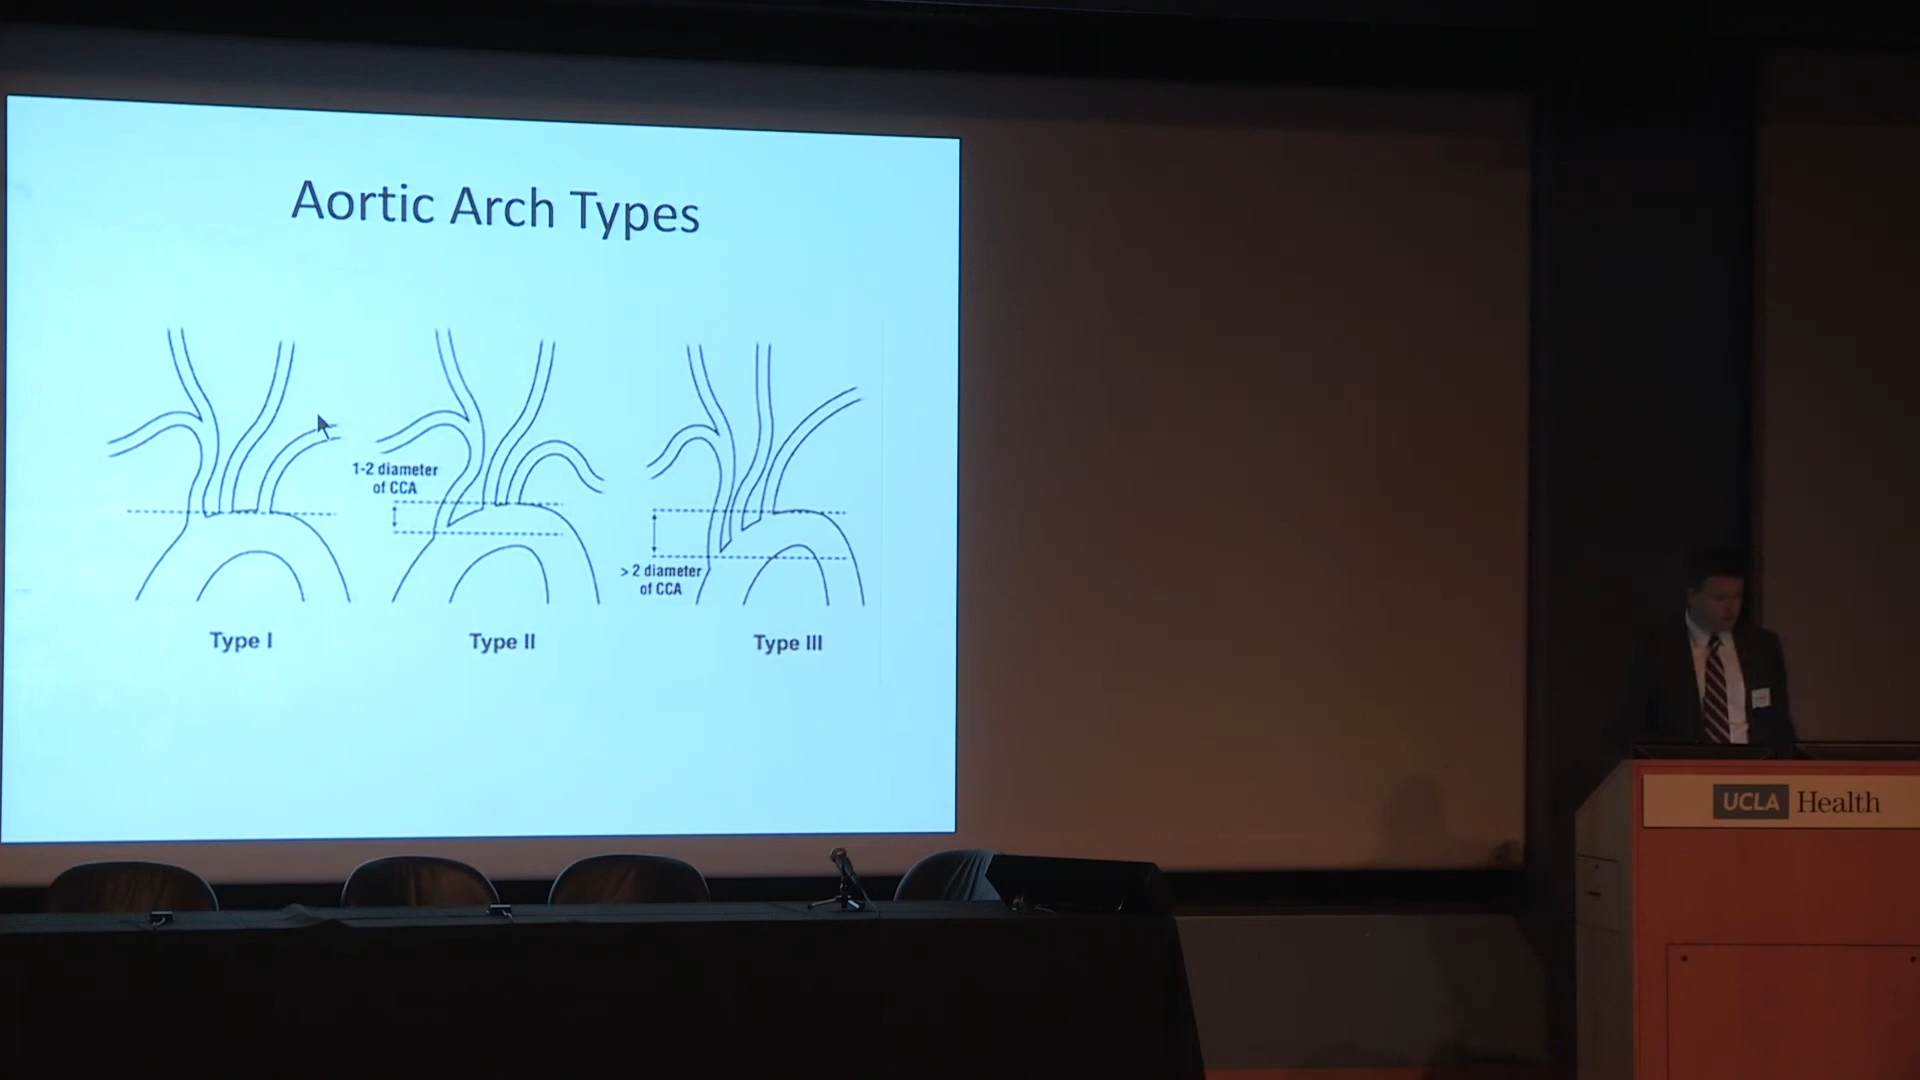 Aortic Arch Types
1-2 diameter
of CCA
> 2 diameter
of CCA
Type I
Type II
Type III
UCLA Health